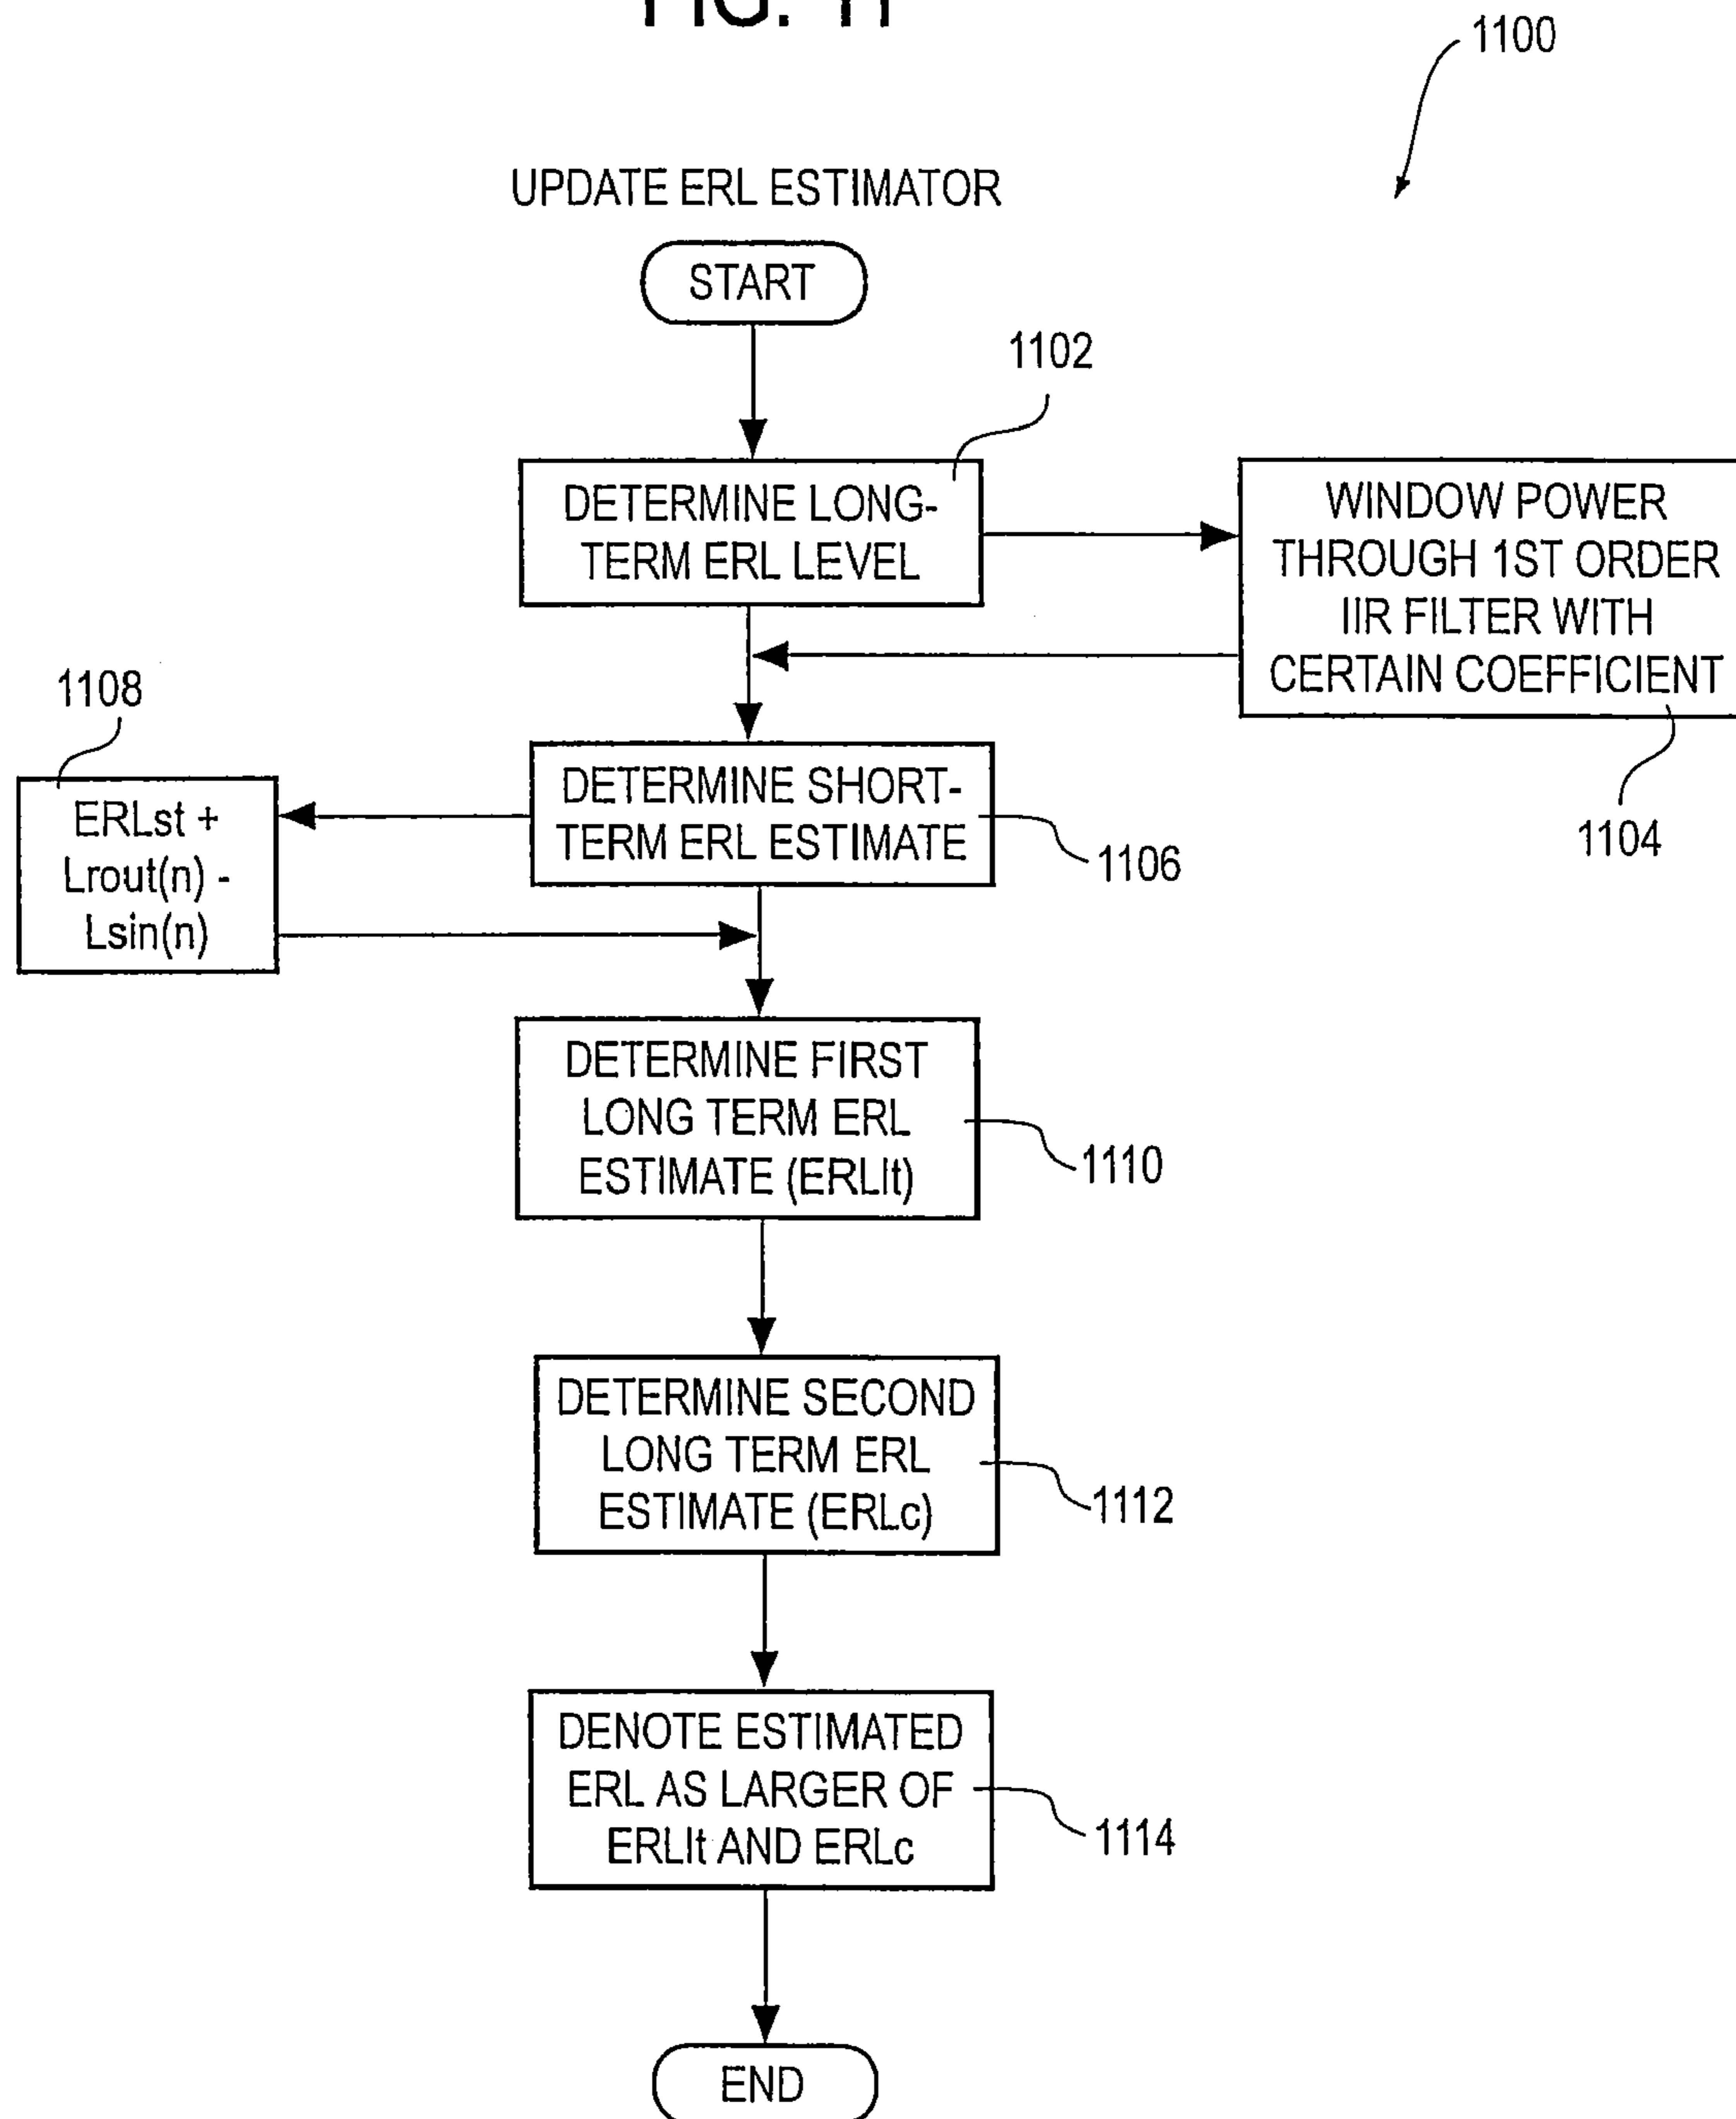 FIG. 11
1100
UPDATE ERL ESTIMATOR
START
1102
DETERMINE LONG-
TERM ERL LEVEL
WINDOW POWER
THROUGH 1ST ORDER
IIR FILTER WITH
CERTAIN COEFFICIENT
1104
1108
ERLst +
Lrout(n) -
Lsin(n)
DETERMINE SHORT-
TERM ERL ESTIMATE
1106
DETERMINE FIRST
LONG TERM ERL
ESTIMATE (ERLlt)
1110
DETERMINE SECOND
LONG TERM ERL
ESTIMATE (ERLc)
1112
DENOTE ESTIMATED
ERL AS LARGER OF
ERLlt AND ERLc
1114
END